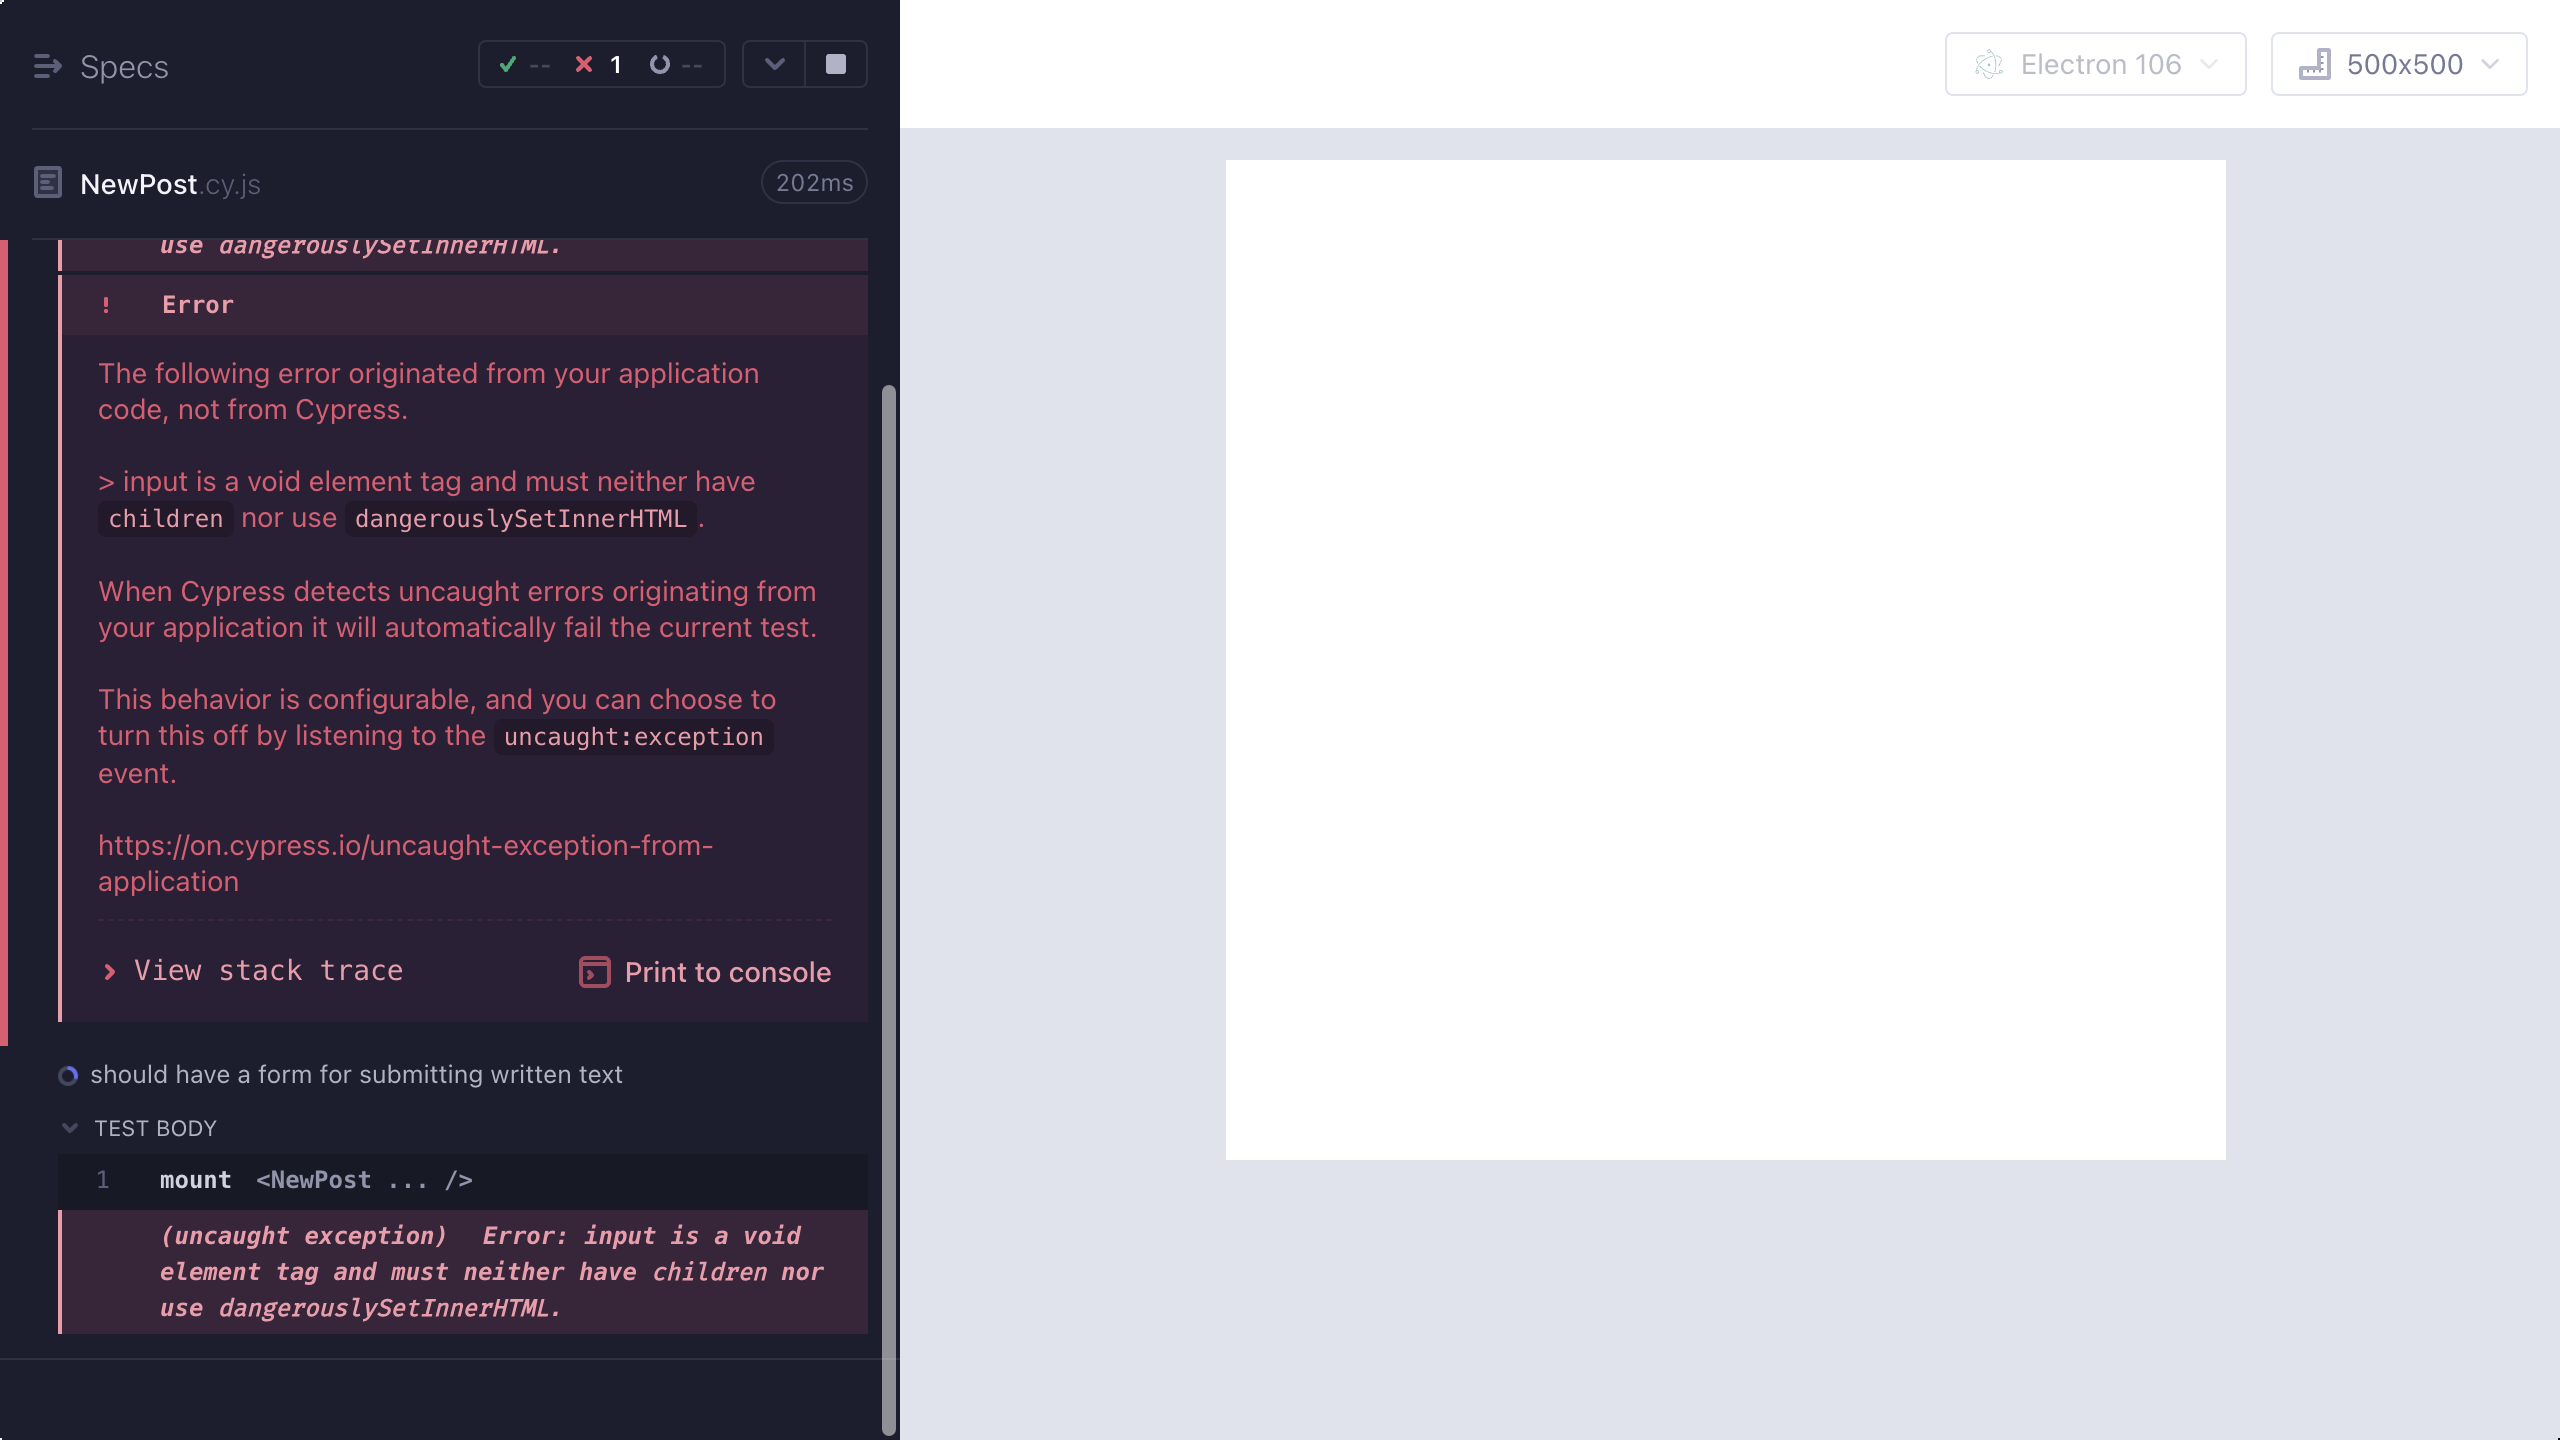 Specs
-- 1 --
Electron 106
500x500
NewPost.cy.js
202ms
use dangerouslySetInnerHTML.
! Error
The following error originated from your application
code, not from Cypress.
> input is a void element tag and must neither have
children nor use dangerouslySetInnerHTML.
When Cypress detects uncaught errors originating from
your application it will automatically fail the current test.
This behavior is configurable, and you can choose to
turn this off by listening to the uncaught:exception
event.
https://on.cypress.io/uncaught-exception-from-
application
View stack trace
Print to console
should have a form for submitting written text
TEST BODY
1 mount <NewPost ... />
(uncaught exception) Error: input is a void
element tag and must neither have children nor
use dangerouslySetInnerHTML.